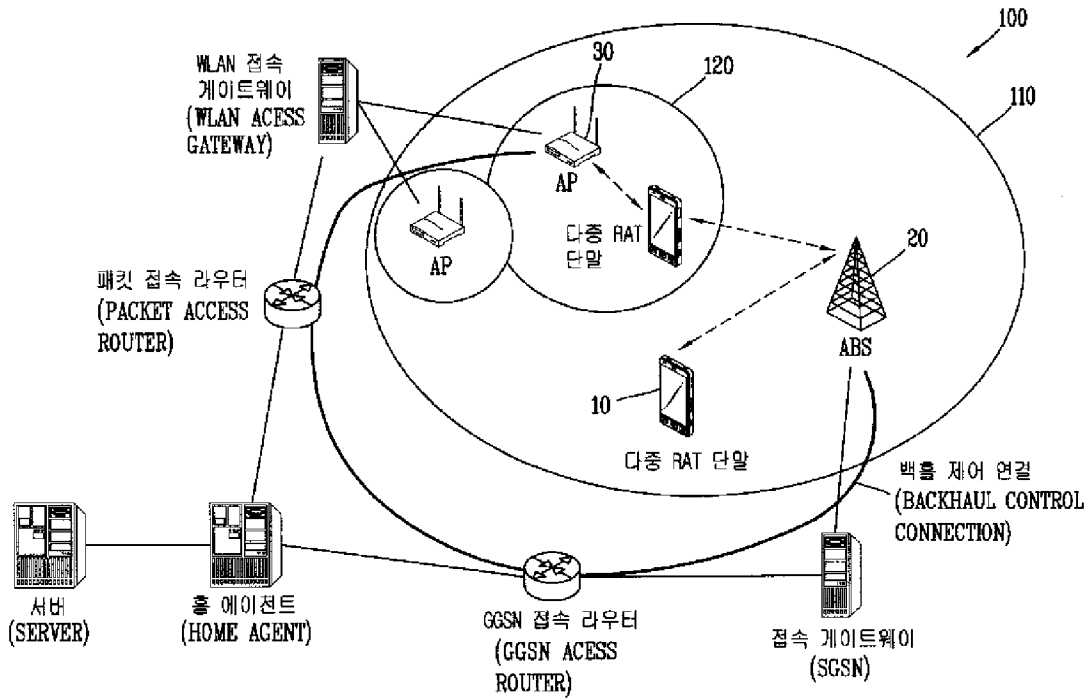 100
WLAN 접속
게이트웨이
(WLAN ACESS
GATEWAY)
30
120
110
AP
다중 RAT
단말
AP
20
패킷 접속 라우터
(PACKET ACCESS
ROUTER)
ABS
10
다중 RAT 단말
백홀 제어 연결
(BACKHAUL CONTROL
CONNECTION)
서버
(SERVER)
홈 에이전트
(HOME AGENT)
GGSN 접속 라우터
(GGSN ACESS
ROUTER)
접속 게이트웨이
(SGSN)